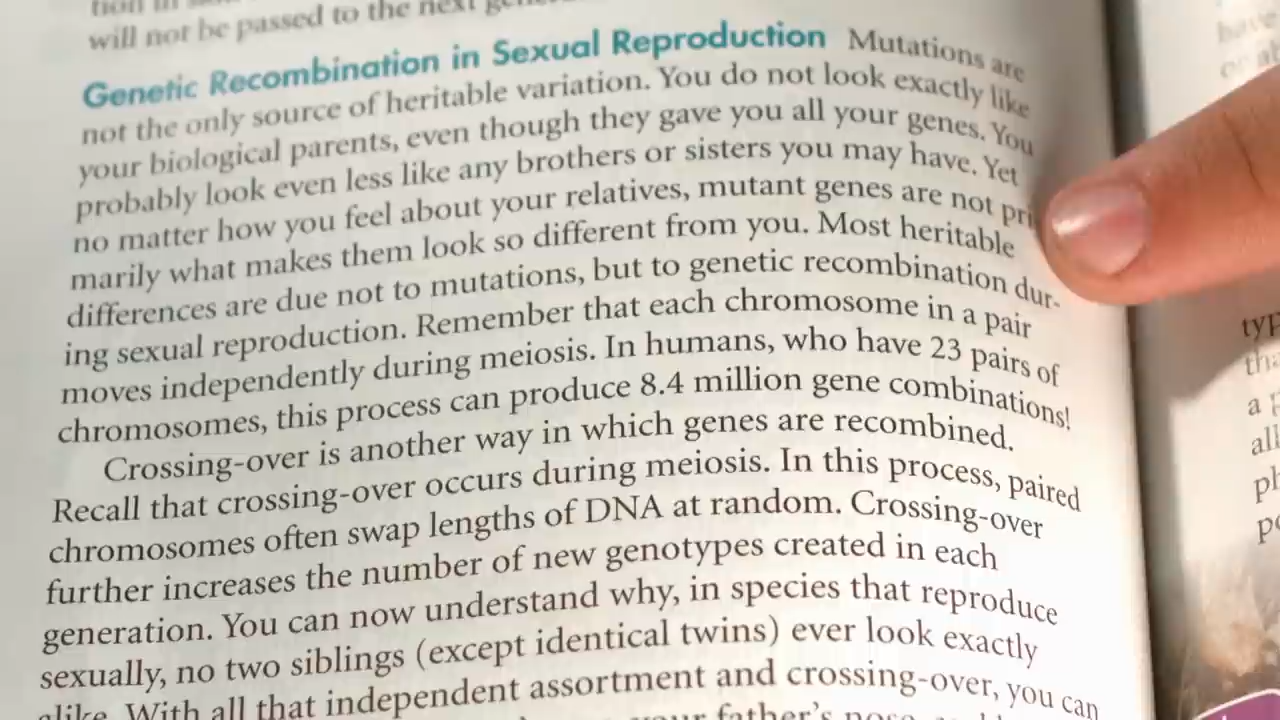 will not be passed to the next
Genetic Recombination in Sexual Reproduction Mutations are
not the only source of heritable variation. You do not look exactly like
your biological parents, even though they gave you all your genes. You
probably look even less like any brothers or sisters you may have. Yet
no matter how you feel about your relatives, mutant genes are not pri
marily what makes them look so different from you. Most heritable
differences are due not to mutations, but to genetic recombination dur-
ing sexual reproduction. Remember that each chromosome in a pair
moves independently during meiosis. In humans, who have 23 pairs of
chromosomes, this process can produce 8.4 million gene combinations!
Crossing-over is another way in which genes are recombined.
Recall that crossing-over occurs during meiosis. In this process, paired
chromosomes often swap lengths of DNA at random. Crossing-over
further increases the number of new genotypes created in each
generation. You can now understand why, in species that reproduce
sexually, no two siblings (except identical twins) ever look exactly
alike. With all that independent assortment and crossing-over, you can
your father's nose
have
typ
tha
a
all
ph